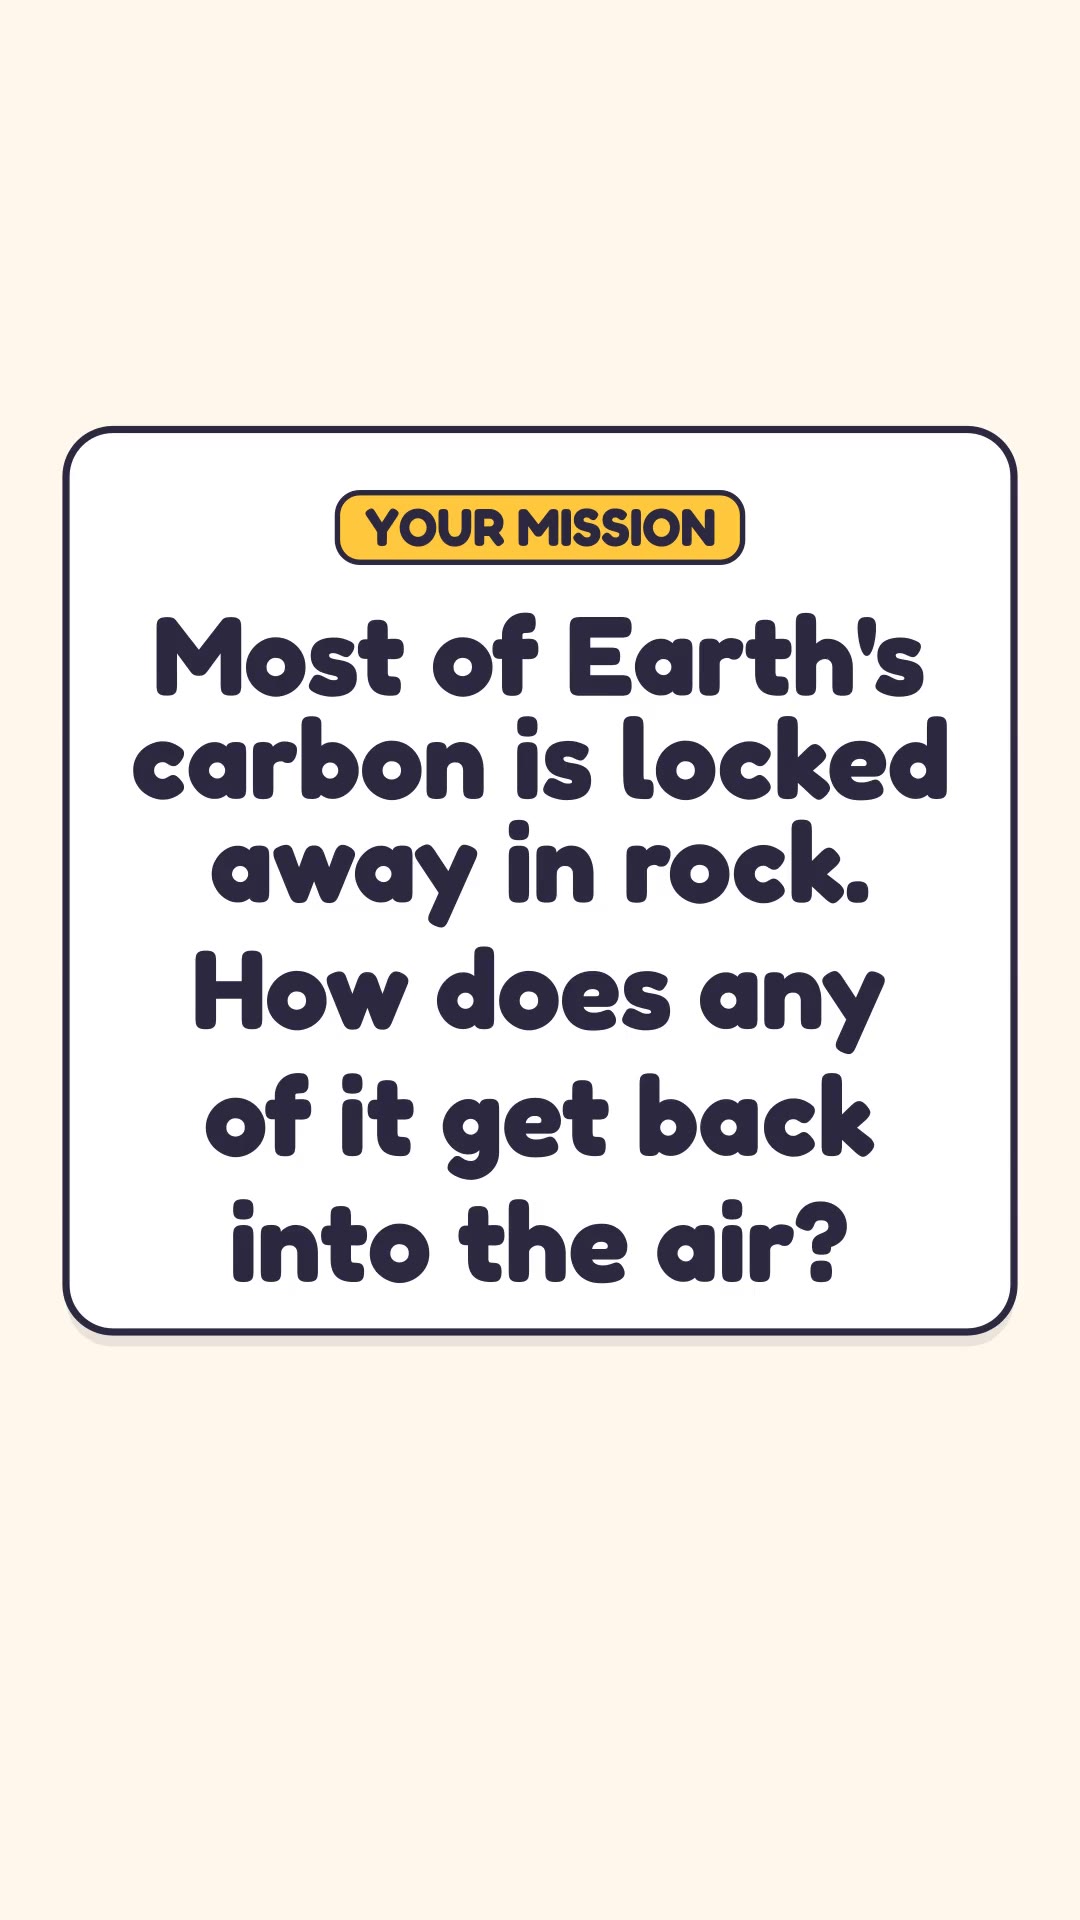 YOUR MISSION
Most of Earth's
carbon is locked
away in rock.
How does any
of it get back
into the air?